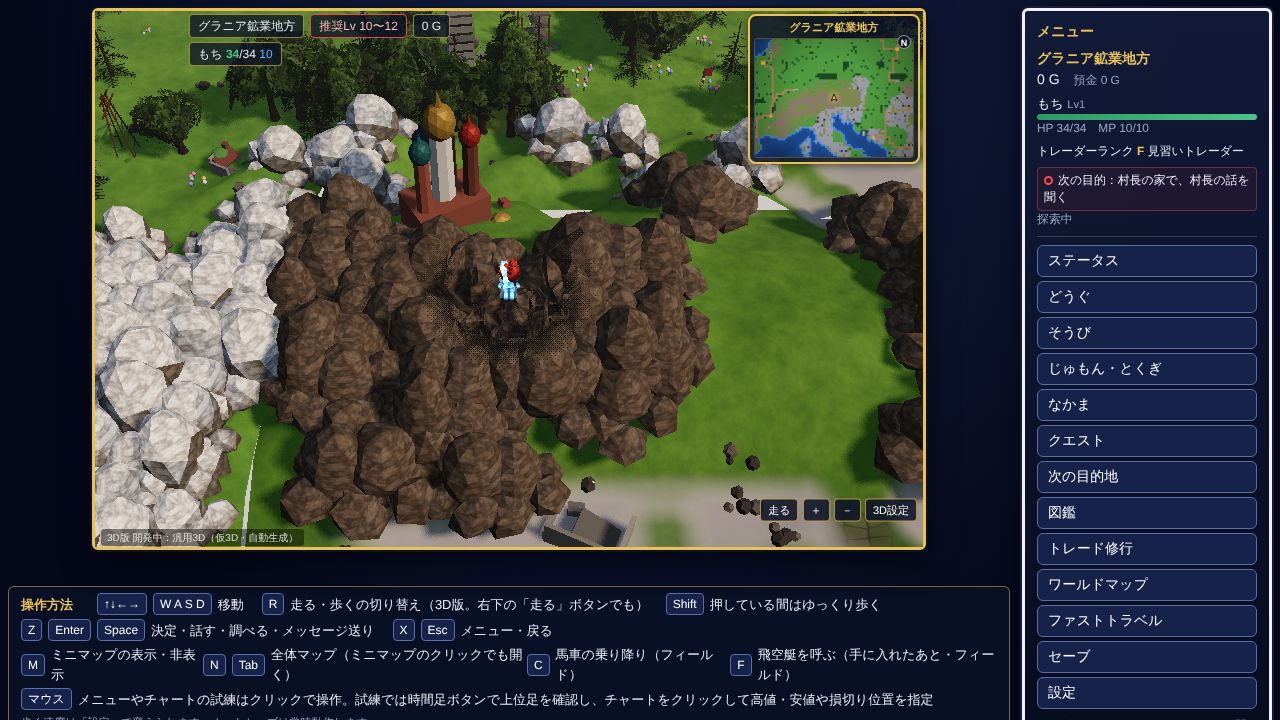 グラニア鉱業地方 推奨Lv 10〜12 0 G
もち 34/34 10
グラニア鉱業地方
N
走る ＋ － 3D設定
3D版 開発中：汎用3D（仮3D・自動生成）
メニュー
グラニア鉱業地方
0 G 預金 0 G
もち Lv1
HP 34/34 MP 10/10
トレーダーランク F 見習いトレーダー
次の目的：村長の家で、村長の話を
聞く
探索中
ステータス
どうぐ
そうび
じゅもん・とくぎ
なかま
クエスト
次の目的地
図鑑
トレード修行
ワールドマップ
ファストトラベル
セーブ
設定
操作方法 ↑↓←→ W A S D 移動 R 走る・歩くの切り替え（3D版。右下の「走る」ボタンでも） Shift 押している間はゆっくり歩く
Z Enter Space 決定・話す・調べる・メッセージ送り X Esc メニュー・戻る
M ミニマップの表示・非表示 N Tab 全体マップ（ミニマップのクリックでも開く） C 馬車の乗り降り（フィールド） F 飛空艇を呼ぶ（手に入れたあと・フィールド）
マウス メニューやチャートの試練はクリックで操作。試練では時間足ボタンで上位足を確認し、チャートをクリックして高値・安値や損切り位置を指定